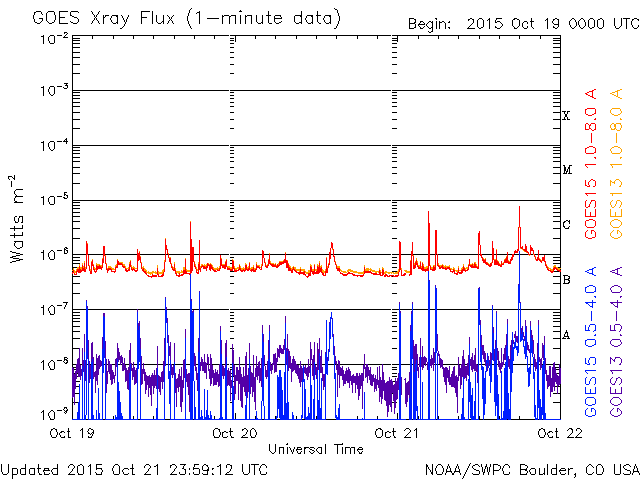 GOES Xray Flux (1-minute data)
Begin: 2015 Oct 19 0000 UTC
10-2
10-3
10-4
10-5
10-6
10-7
10-8
10-9
Watts m-2
X
M
C
B
A
GOES15 1.0-8.0 A
GOES13 1.0-8.0 A
GOES15 0.5-4.0 A
GOES13 0.5-4.0 A
Oct 19 Oct 20 Oct 21 Oct 22
Universal Time
Updated 2015 Oct 21 23:59:12 UTC
NOAA/SWPC Boulder, CO USA